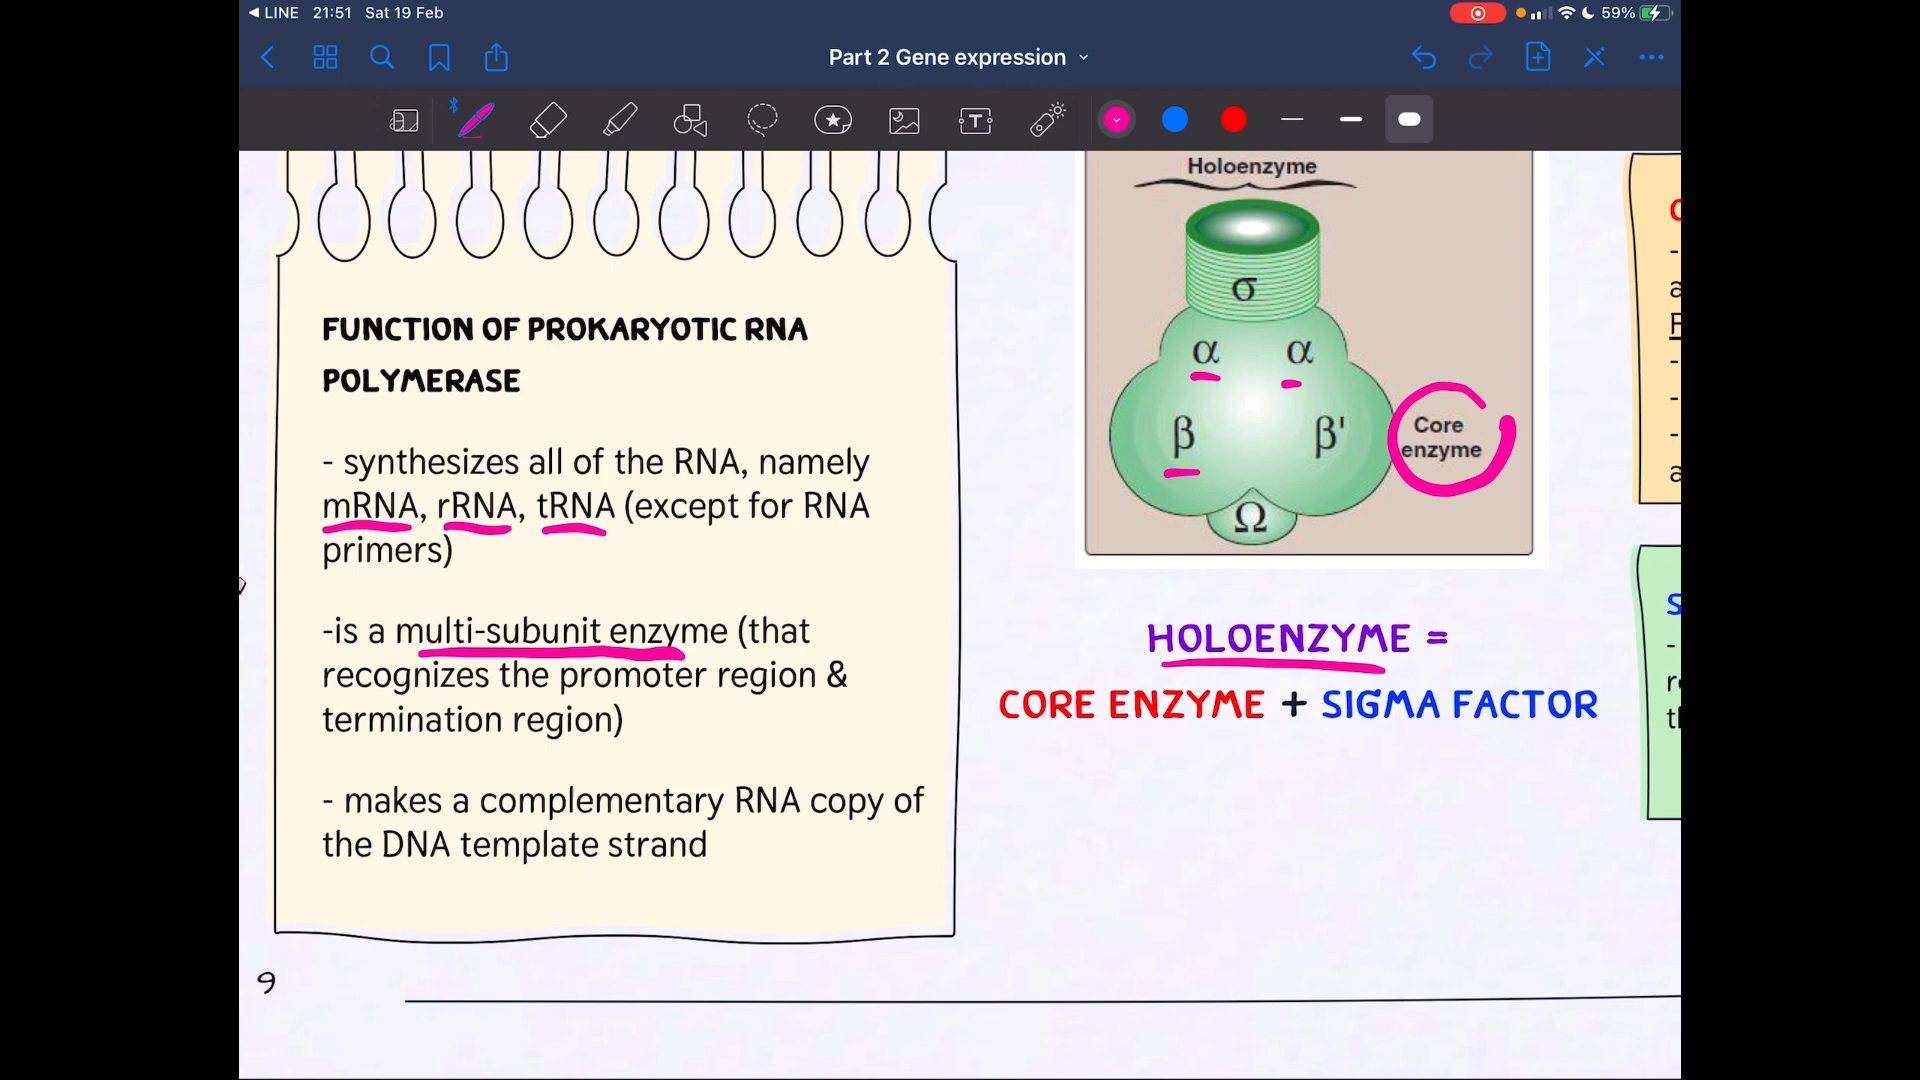 LINE 21:51 Sat 19 Feb
59%
Part 2 Gene expression
T
Holoenzyme
σ
α α
β β'
Core
enzyme
Ω
FUNCTION OF PROKARYOTIC RNA
POLYMERASE
- synthesizes all of the RNA, namely
mRNA, rRNA, tRNA (except for RNA
primers)
-is a multi-subunit enzyme (that
recognizes the promoter region &
termination region)
- makes a complementary RNA copy of
the DNA template strand
HOLOENZYME =
CORE ENZYME + SIGMA FACTOR
9